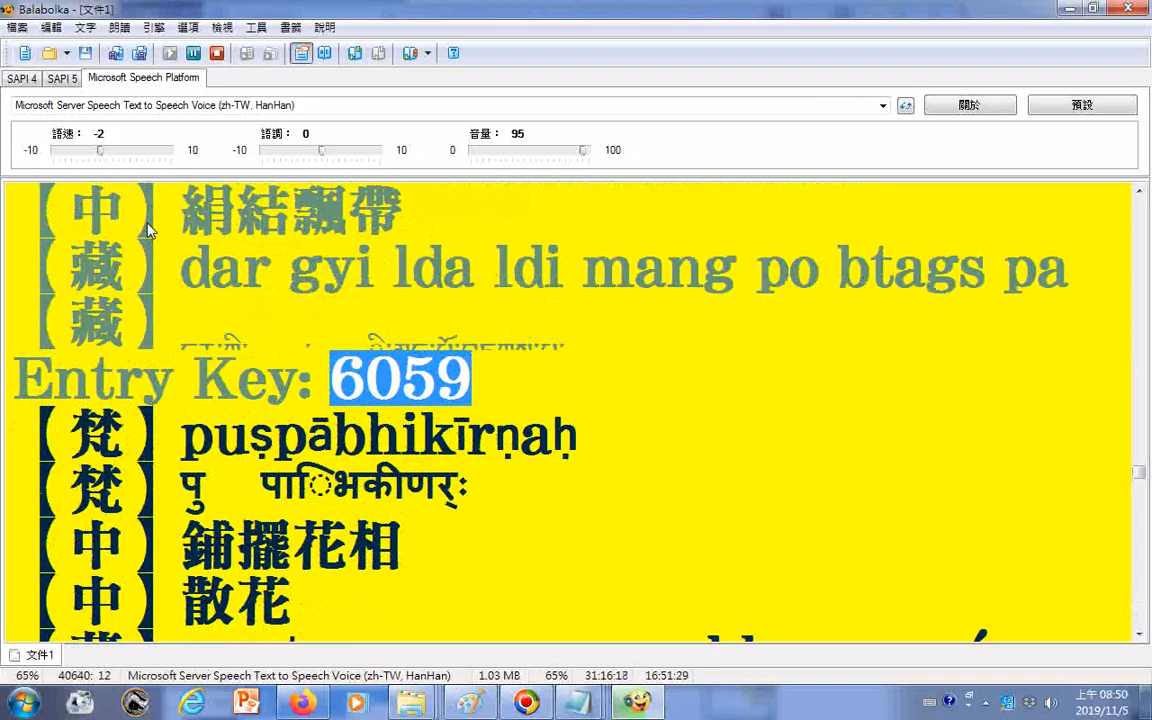 Balabolka - [文件1]
檔案 編輯 文字 朗讀 引擎 選項 檢視 工具 書籤 說明
SAPI 4 SAPI 5 Microsoft Speech Platform
Microsoft Server Speech Text to Speech Voice (zh-TW, HanHan) 關於 預設
語速： -2 語調： 0 音量： 95
-10 10 -10 10 0 100
【 中 】 絹結飄帶
【 藏 】 dar gyi lda ldi mang po btags pa
【 藏 】
Entry Key: 6059
【 梵 】 puṣpābhikīrṇaḥ
【 梵 】 पु पािभकीणर्ः
【 中 】 鋪擺花相
【 中 】 散花
文件1
65% 40640: 12 Microsoft Server Speech Text to Speech Voice (zh-TW, HanHan) 1.03 MB 65% 31:16:18 16:51:29
上午 08:50
2019/11/5